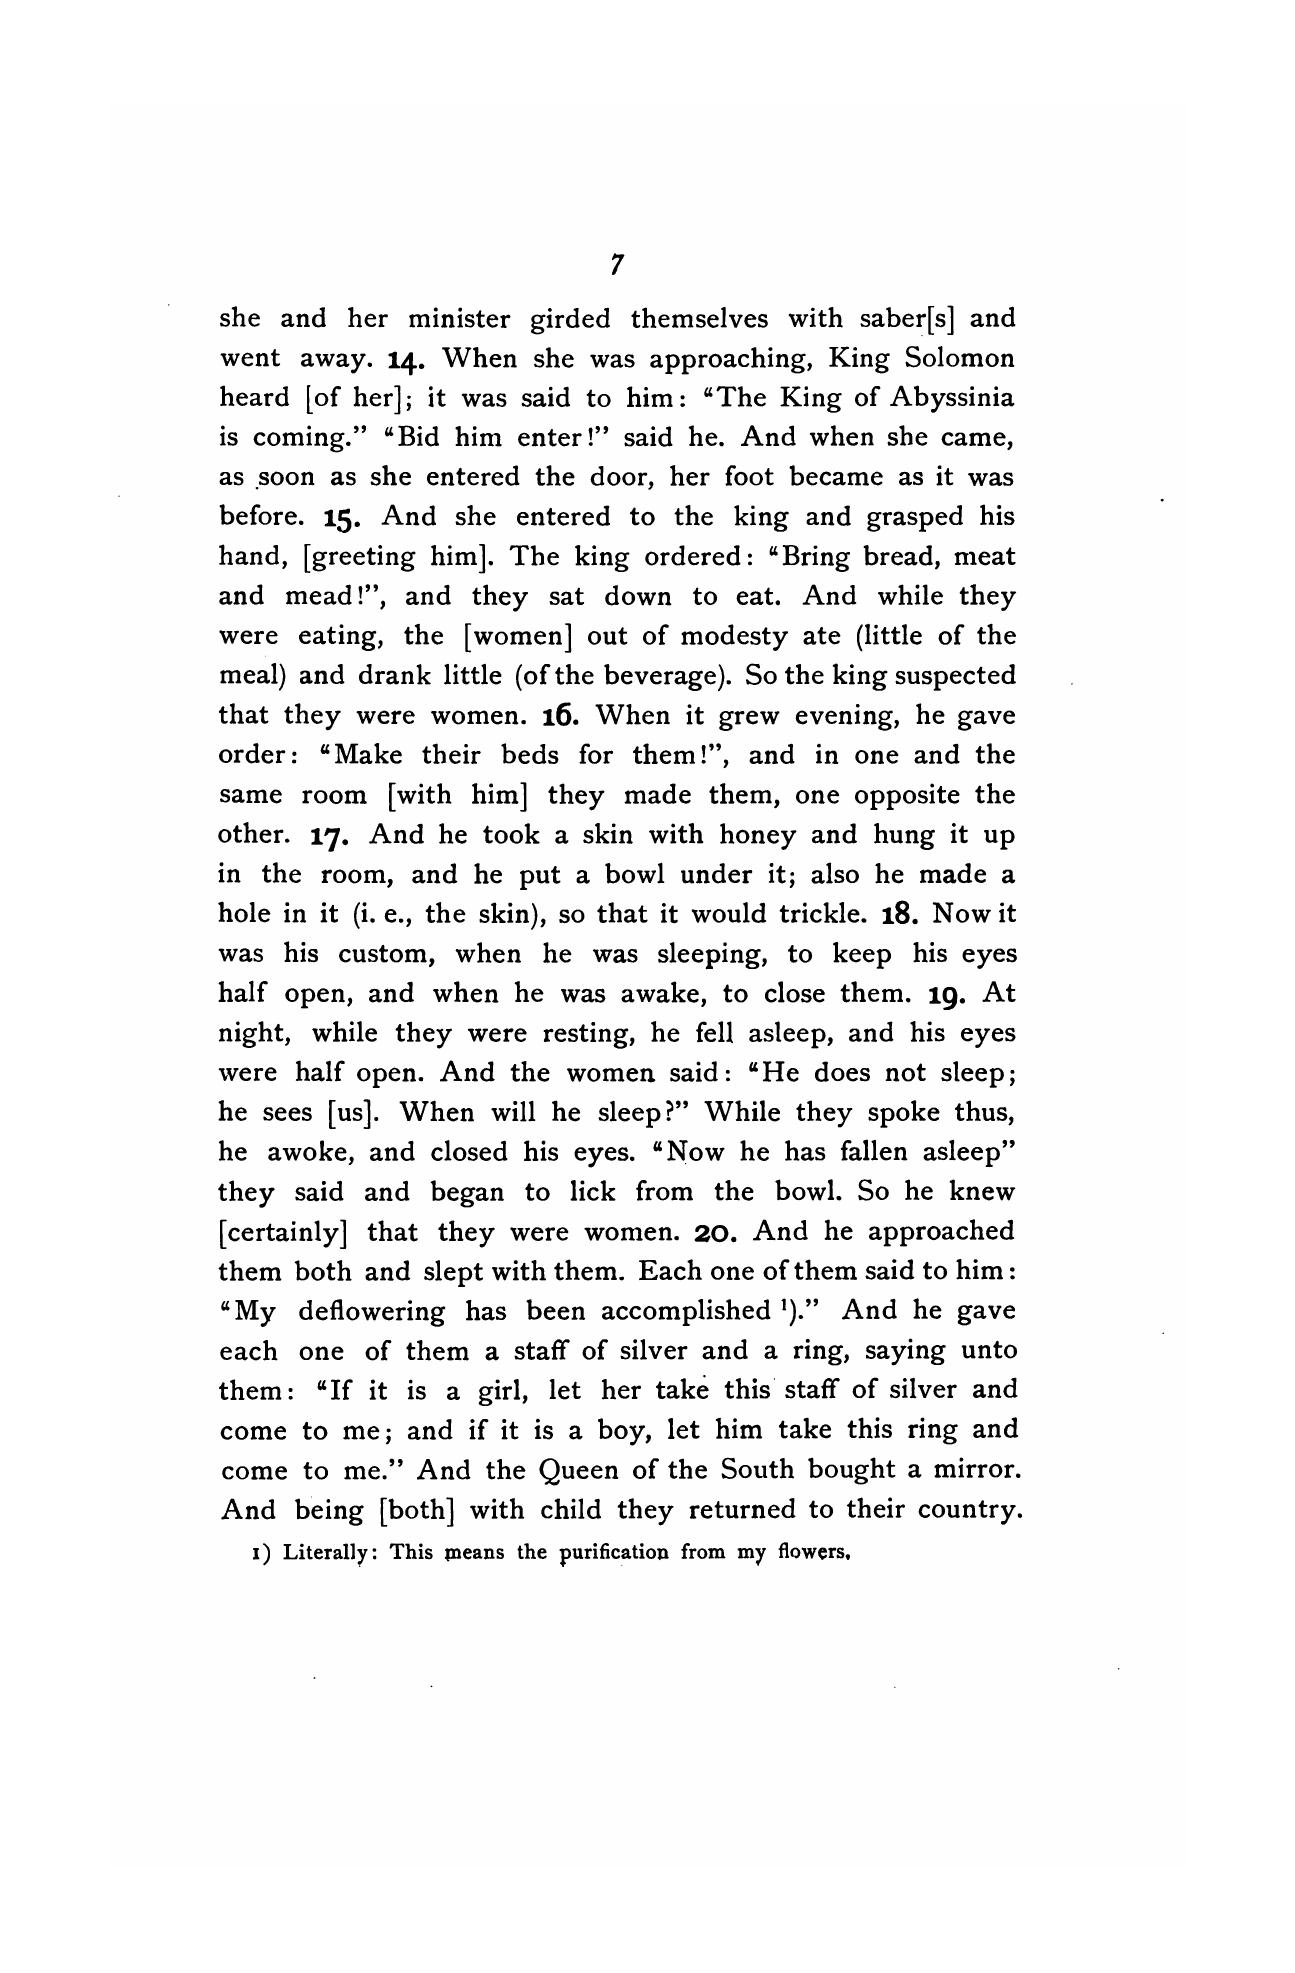 7
she and her minister girded themselves with saber[s] and
went away. 14. When she was approaching, King Solomon
heard [of her]; it was said to him: “The King of Abyssinia
is coming.” “Bid him enter!” said he. And when she came,
as soon as she entered the door, her foot became as it was
before. 15. And she entered to the king and grasped his
hand, [greeting him]. The king ordered: “Bring bread, meat
and mead!”, and they sat down to eat. And while they
were eating, the [women] out of modesty ate (little of the
meal) and drank little (of the beverage). So the king suspected
that they were women. 16. When it grew evening, he gave
order: “Make their beds for them!”, and in one and the
same room [with him] they made them, one opposite the
other. 17. And he took a skin with honey and hung it up
in the room, and he put a bowl under it; also he made a
hole in it (i. e., the skin), so that it would trickle. 18. Now it
was his custom, when he was sleeping, to keep his eyes
half open, and when he was awake, to close them. 19. At
night, while they were resting, he fell asleep, and his eyes
were half open. And the women said: “He does not sleep;
he sees [us]. When will he sleep?” While they spoke thus,
he awoke, and closed his eyes. “Now he has fallen asleep”
they said and began to lick from the bowl. So he knew
[certainly] that they were women. 20. And he approached
them both and slept with them. Each one of them said to him:
“My deflowering has been accomplished ¹).” And he gave
each one of them a staff of silver and a ring, saying unto
them: “If it is a girl, let her take this staff of silver and
come to me; and if it is a boy, let him take this ring and
come to me.” And the Queen of the South bought a mirror.
And being [both] with child they returned to their country.
1) Literally: This means the purification from my flowers.